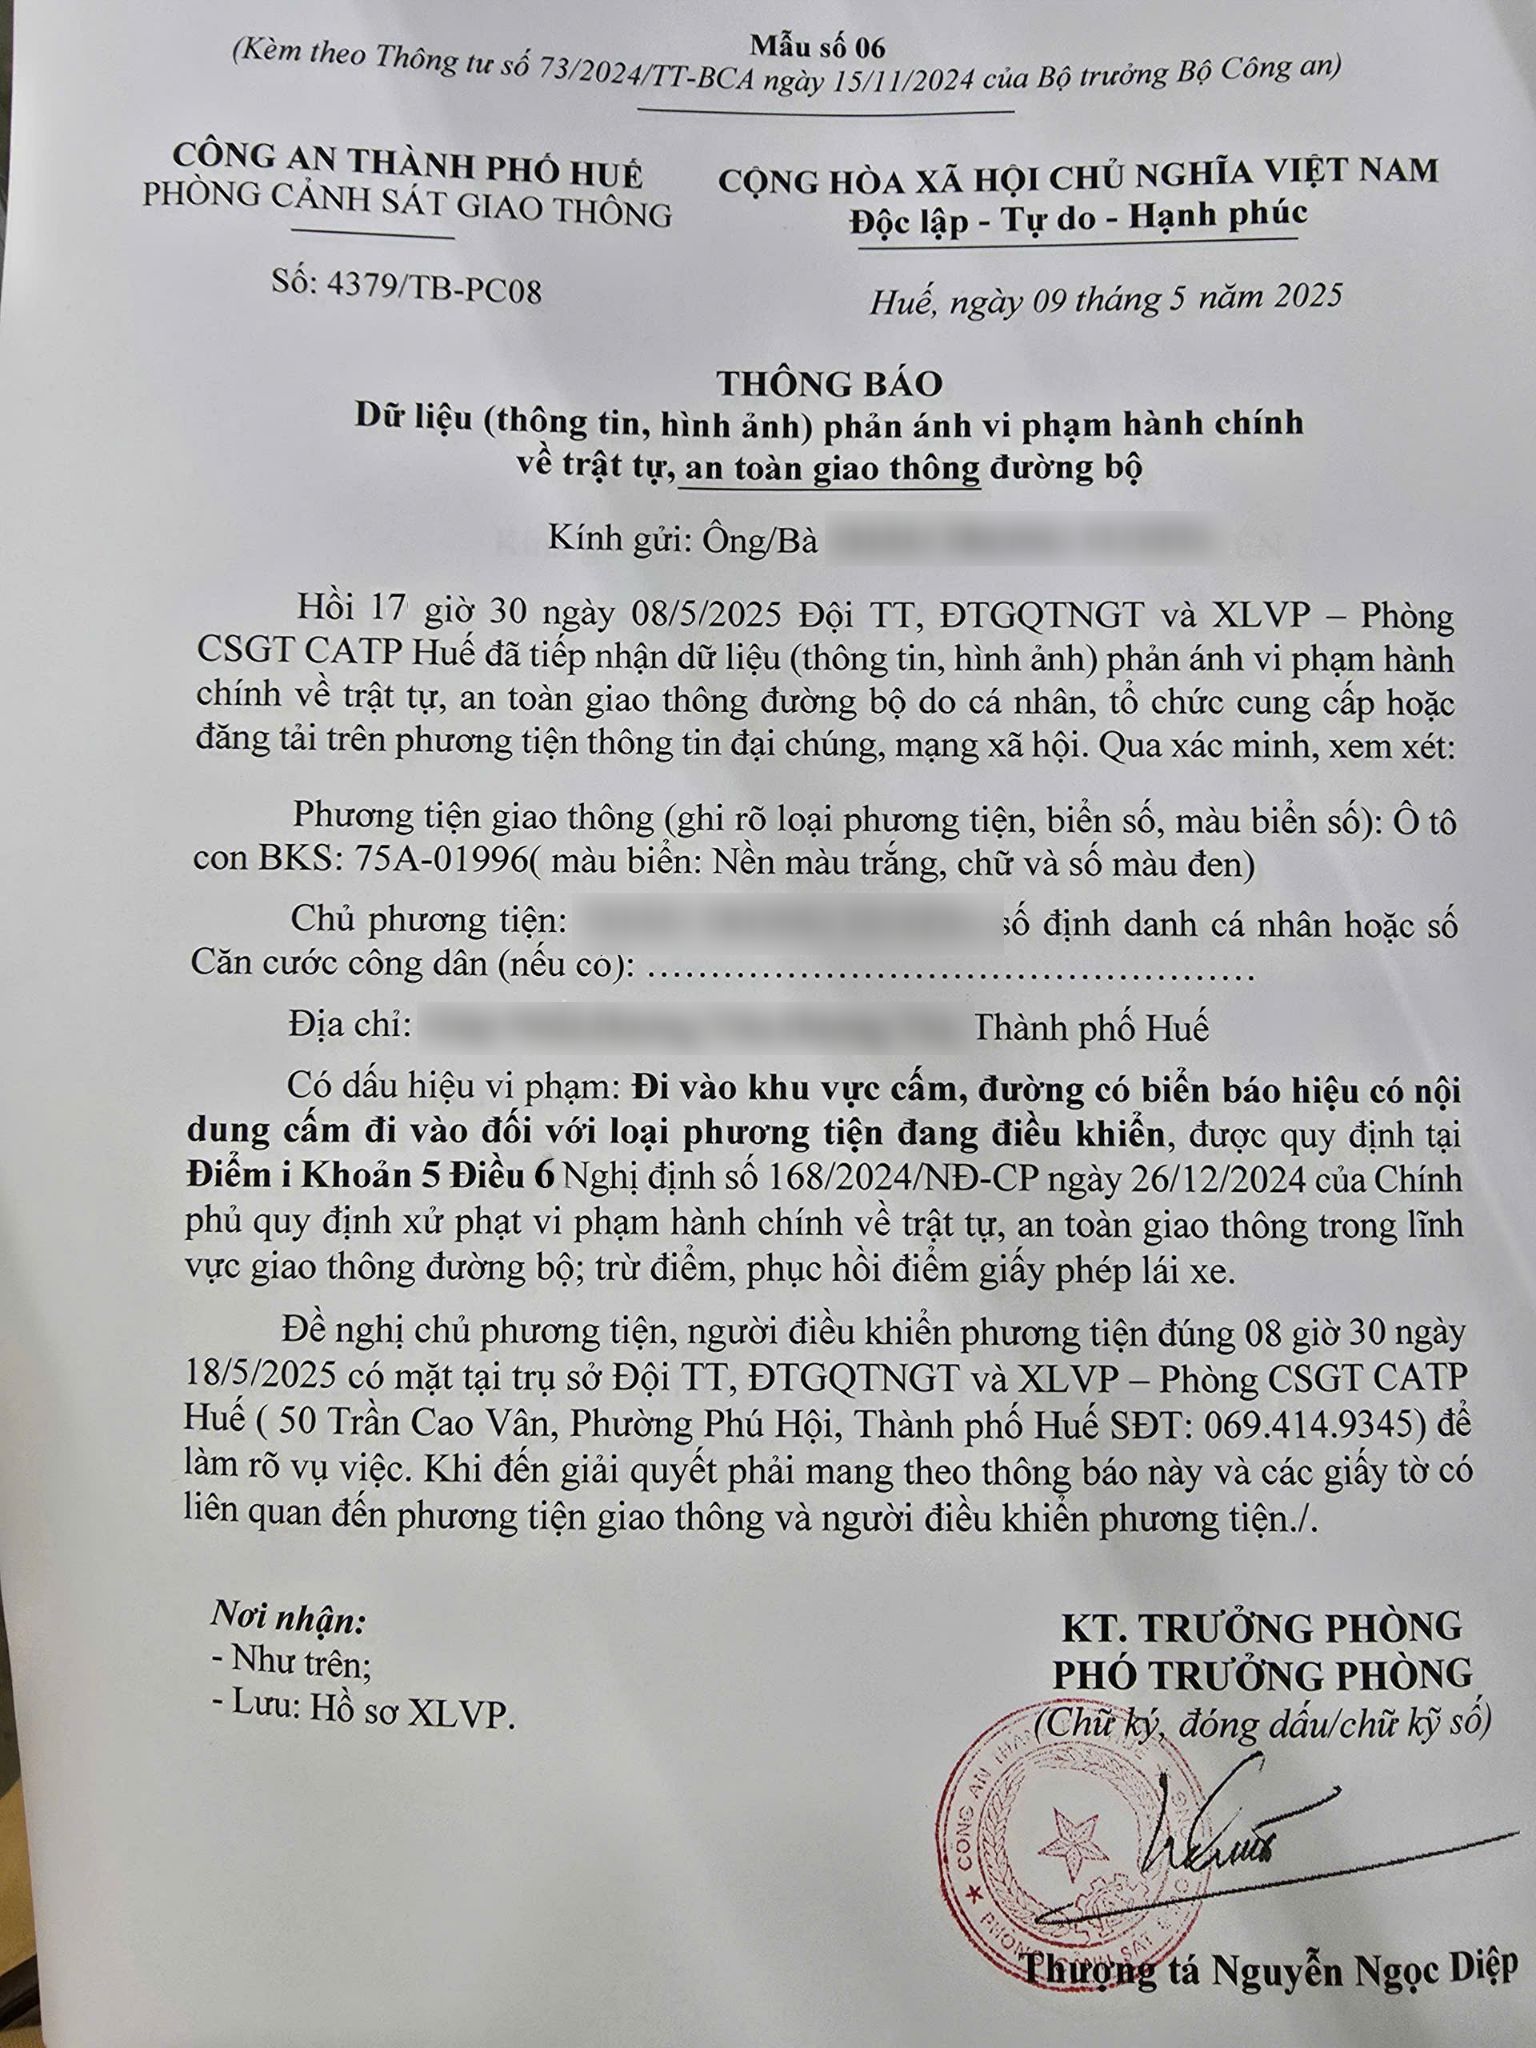 Mẫu số 06
(Kèm theo Thông tư số 73/2024/TT-BCA ngày 15/11/2024 của Bộ trưởng Bộ Công an)
CÔNG AN THÀNH PHỐ HUẾ
PHÒNG CẢNH SÁT GIAO THÔNG
Số: 4379/TB-PC08
CỘNG HÒA XÃ HỘI CHỦ NGHĨA VIỆT NAM
Độc lập - Tự do - Hạnh phúc
Huế, ngày 09 tháng 5 năm 2025
THÔNG BÁO
Dữ liệu (thông tin, hình ảnh) phản ánh vi phạm hành chính
về trật tự, an toàn giao thông đường bộ
Kính gửi: Ông/Bà
Hồi 17 giờ 30 ngày 08/5/2025 Đội TT, ĐTGQTNGT và XLVP – Phòng
CSGT CATP Huế đã tiếp nhận dữ liệu (thông tin, hình ảnh) phản ánh vi phạm hành
chính về trật tự, an toàn giao thông đường bộ do cá nhân, tổ chức cung cấp hoặc
đăng tải trên phương tiện thông tin đại chúng, mạng xã hội. Qua xác minh, xem xét:
Phương tiện giao thông (ghi rõ loại phương tiện, biển số, màu biển số): Ô tô
con BKS: 75A-01996( màu biển: Nền màu trắng, chữ và số màu đen)
Chủ phương tiện: số định danh cá nhân hoặc số
Căn cước công dân (nếu có): ……………………………………………
Địa chỉ: Thành phố Huế
Có dấu hiệu vi phạm: Đi vào khu vực cấm, đường có biển báo hiệu có nội
dung cấm đi vào đối với loại phương tiện đang điều khiển, được quy định tại
Điểm i Khoản 5 Điều 6 Nghị định số 168/2024/NĐ-CP ngày 26/12/2024 của Chính
phủ quy định xử phạt vi phạm hành chính về trật tự, an toàn giao thông trong lĩnh
vực giao thông đường bộ; trừ điểm, phục hồi điểm giấy phép lái xe.
Đề nghị chủ phương tiện, người điều khiển phương tiện đúng 08 giờ 30 ngày
18/5/2025 có mặt tại trụ sở Đội TT, ĐTGQTNGT và XLVP – Phòng CSGT CATP
Huế ( 50 Trần Cao Vân, Phường Phú Hội, Thành phố Huế SĐT: 069.414.9345) để
làm rõ vụ việc. Khi đến giải quyết phải mang theo thông báo này và các giấy tờ có
liên quan đến phương tiện giao thông và người điều khiển phương tiện./.
Nơi nhận:
- Như trên;
- Lưu: Hồ sơ XLVP.
KT. TRƯỞNG PHÒNG
PHÓ TRƯỞNG PHÒNG
(Chữ ký, đóng dấu/chữ kỹ số)
Thượng tá Nguyễn Ngọc Diệp